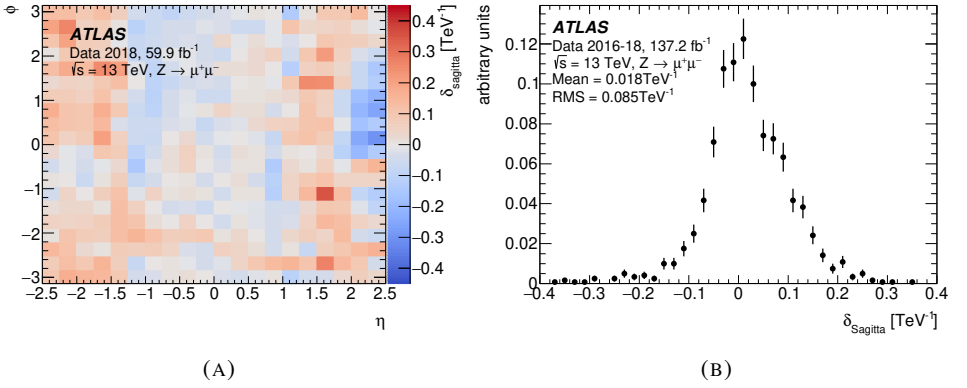 ϕ
3
2
1
0
−1
−2
−3
−2.5 −2 −1.5 −1 −0.5 0 0.5 1 1.5 2 2.5
η
ATLAS
Data 2018, 59.9 fb⁻¹
√s = 13 TeV, Z → μ⁺μ⁻
0.4
0.3
0.2
0.1
0
−0.1
−0.2
−0.3
−0.4
δsagitta [TeV⁻¹]
(A)
arbitrary units
0.12
0.1
0.08
0.06
0.04
0.02
0
−0.4 −0.3 −0.2 −0.1 0 0.1 0.2 0.3 0.4
δSagitta [TeV⁻¹]
ATLAS
Data 2016-18, 137.2 fb⁻¹
√s = 13 TeV, Z → μ⁺μ⁻
Mean = 0.018TeV⁻¹
RMS = 0.085TeV⁻¹
(B)